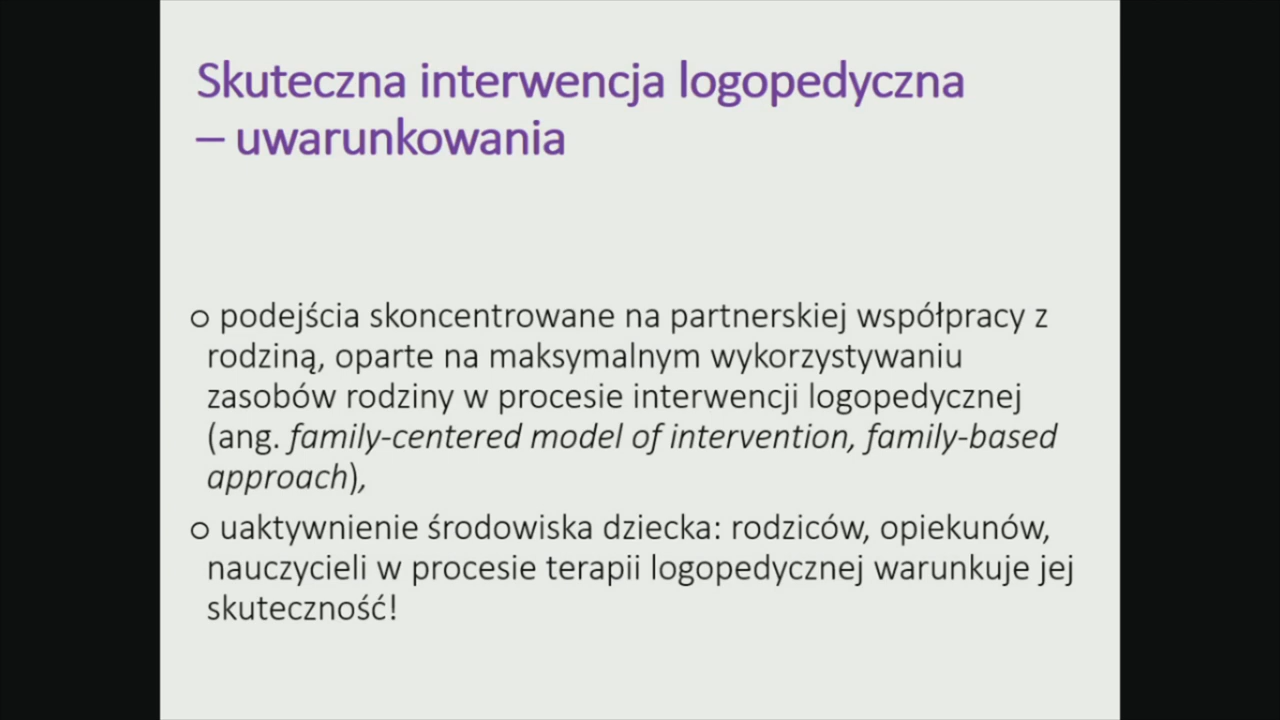 Skuteczna interwencja logopedyczna
– uwarunkowania
o podejścia skoncentrowane na partnerskiej współpracy z
rodziną, oparte na maksymalnym wykorzystywaniu
zasobów rodziny w procesie interwencji logopedycznej
(ang. family-centered model of intervention, family-based
approach),
o uaktywnienie środowiska dziecka: rodziców, opiekunów,
nauczycieli w procesie terapii logopedycznej warunkuje jej
skuteczność!